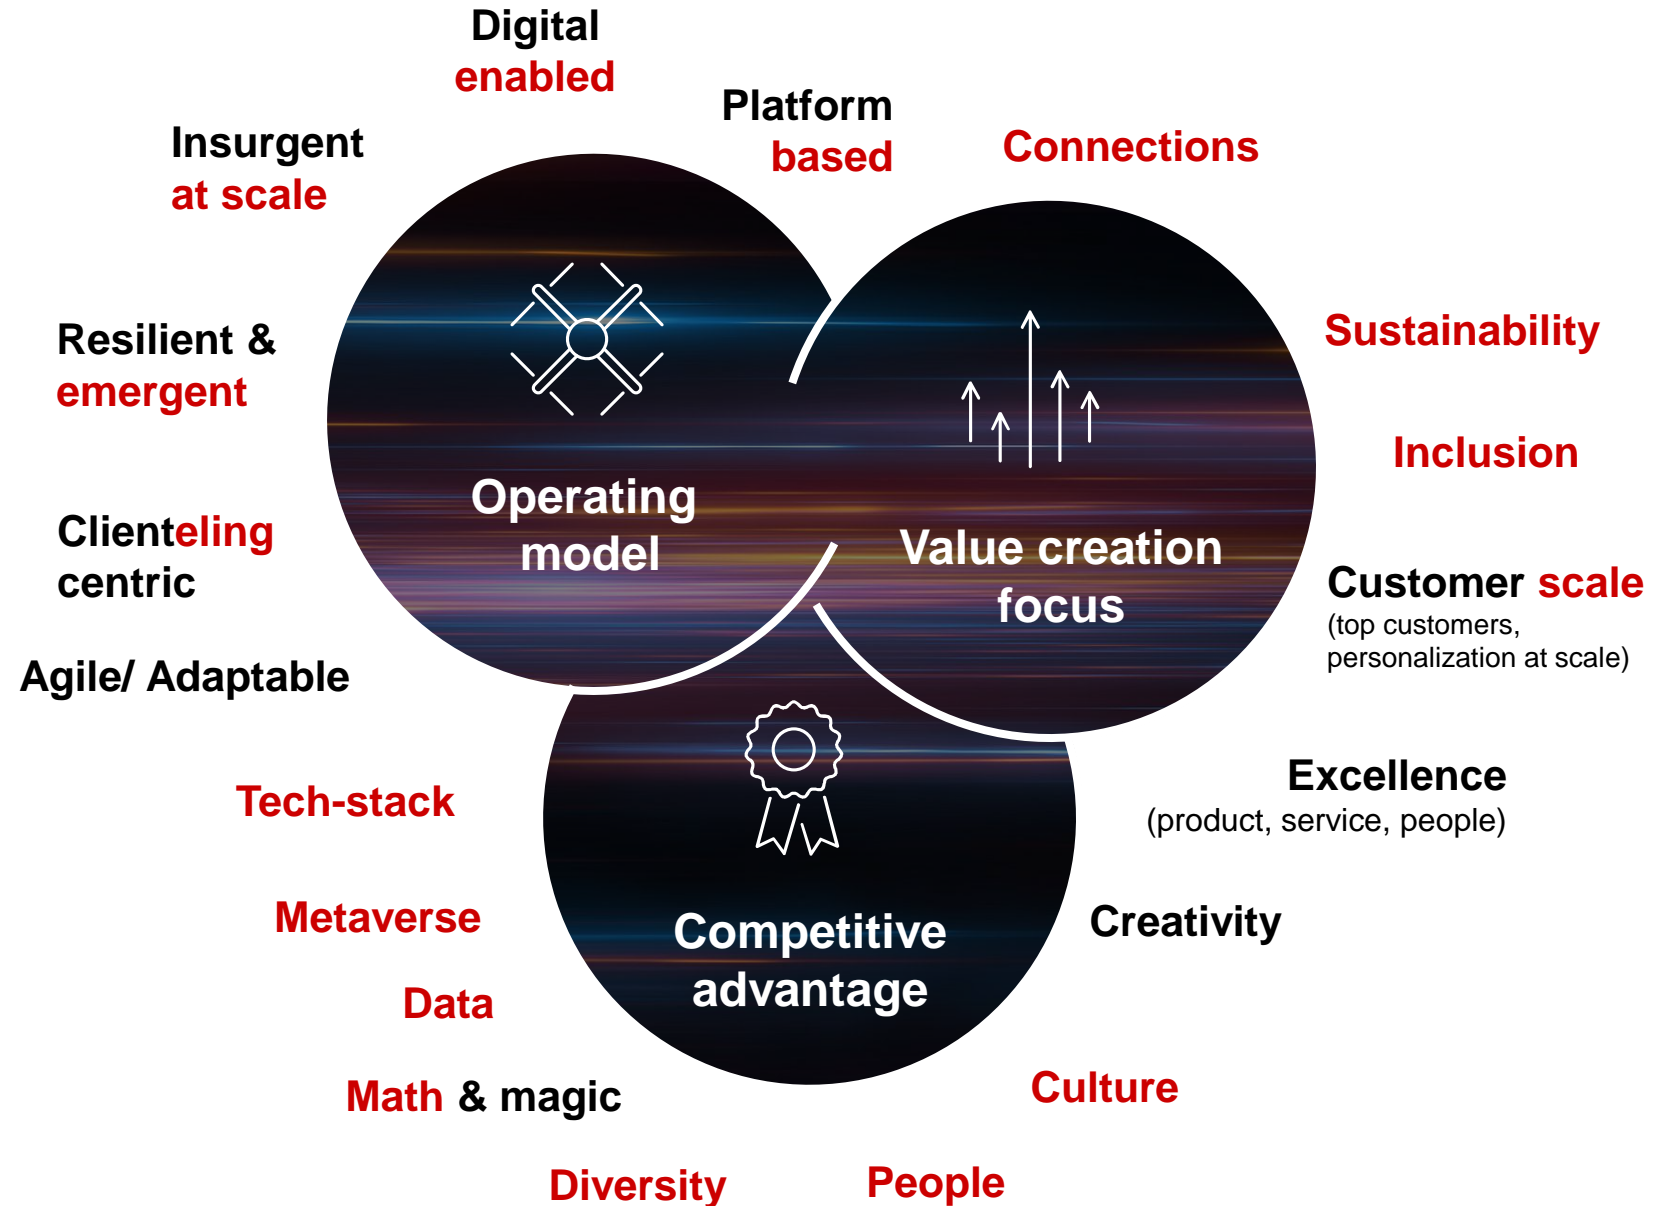 Digital
enabled
Platform
based
Insurgent
at scale
Connections
Resilient &
emergent
Sustainability
Inclusion
Clienteling
centric
Operating
model
Value creation
focus
Customer scale
(top customers,
personalization at scale)
Agile/ Adaptable
Excellence
(product, service, people)
Tech-stack
Metaverse
Competitive
advantage
Creativity
Data
Math & magic
Culture
Diversity
People